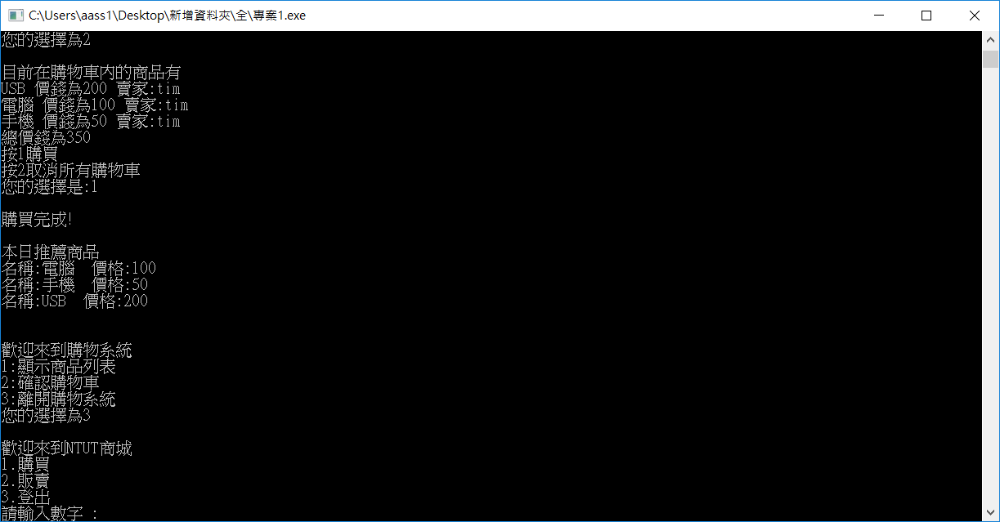 C:\Users\aass1\Desktop\新增資料夾\全\專案1.exe
您的選擇為2
目前在購物車內的商品有
USB 價錢為200 賣家:tim
電腦 價錢為100 賣家:tim
手機 價錢為50 賣家:tim
總價錢為350
按1購買
按2取消所有購物車
您的選擇是:1
購買完成!
本日推薦商品
名稱:電腦  價格:100
名稱:手機  價格:50
名稱:USB  價格:200
歡迎來到購物系統
1:顯示商品列表
2:確認購物車
3:離開購物系統
您的選擇為3
歡迎來到NTUT商城
1.購買
2.販賣
3.登出
請輸入數字 :